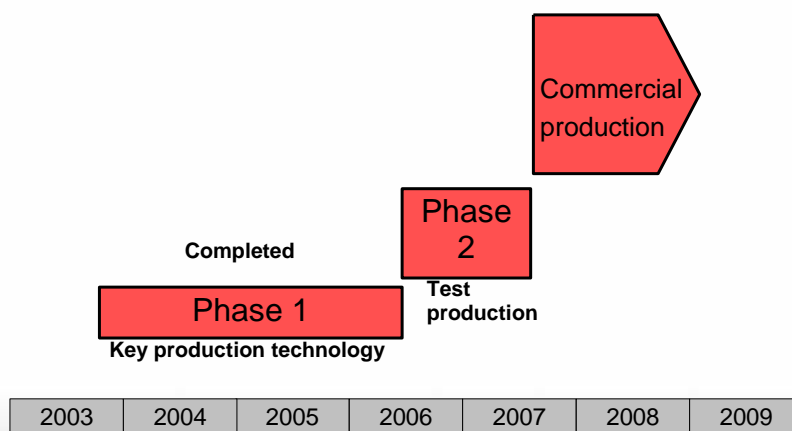 Commercial
production
Phase
2
Completed
Test
production
Phase 1
Key production technology
2003 2004 2005 2006 2007 2008 2009